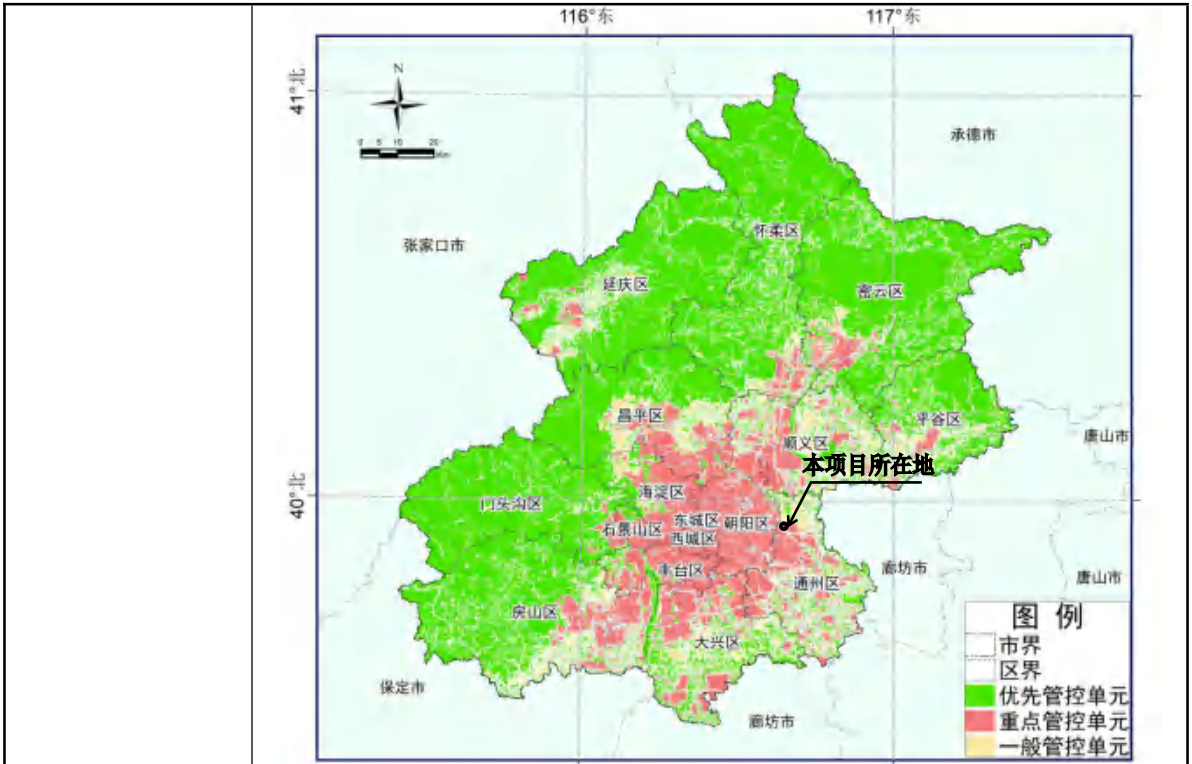 116°东
117°东
41°北
N
0 5 10 20
Km
承德市
张家口市
怀柔区
延庆区
密云区
昌平区
平谷区
顺义区
唐山市
本项目所在地
40°北
海淀区
门头沟区
东城区
朝阳区
石景山区
西城区
丰台区
廊坊市
通州区
唐山市
房山区
大兴区
保定市
廊坊市
图 例
市界
区界
优先管控单元
重点管控单元
一般管控单元